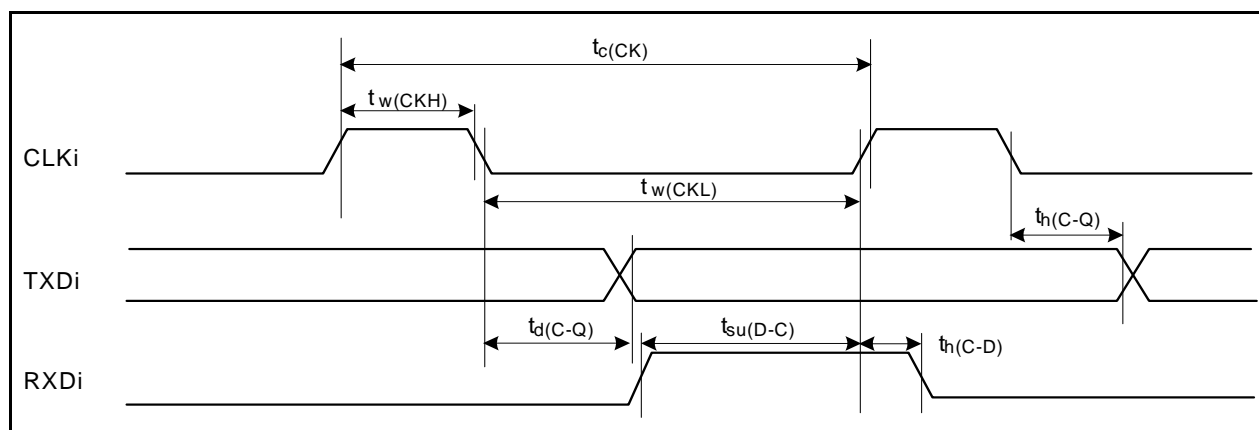 tc(CK)
tw(CKH)
CLKi
tw(CKL)
th(C-Q)
TXDi
td(C-Q)
tsu(D-C)
th(C-D)
RXDi